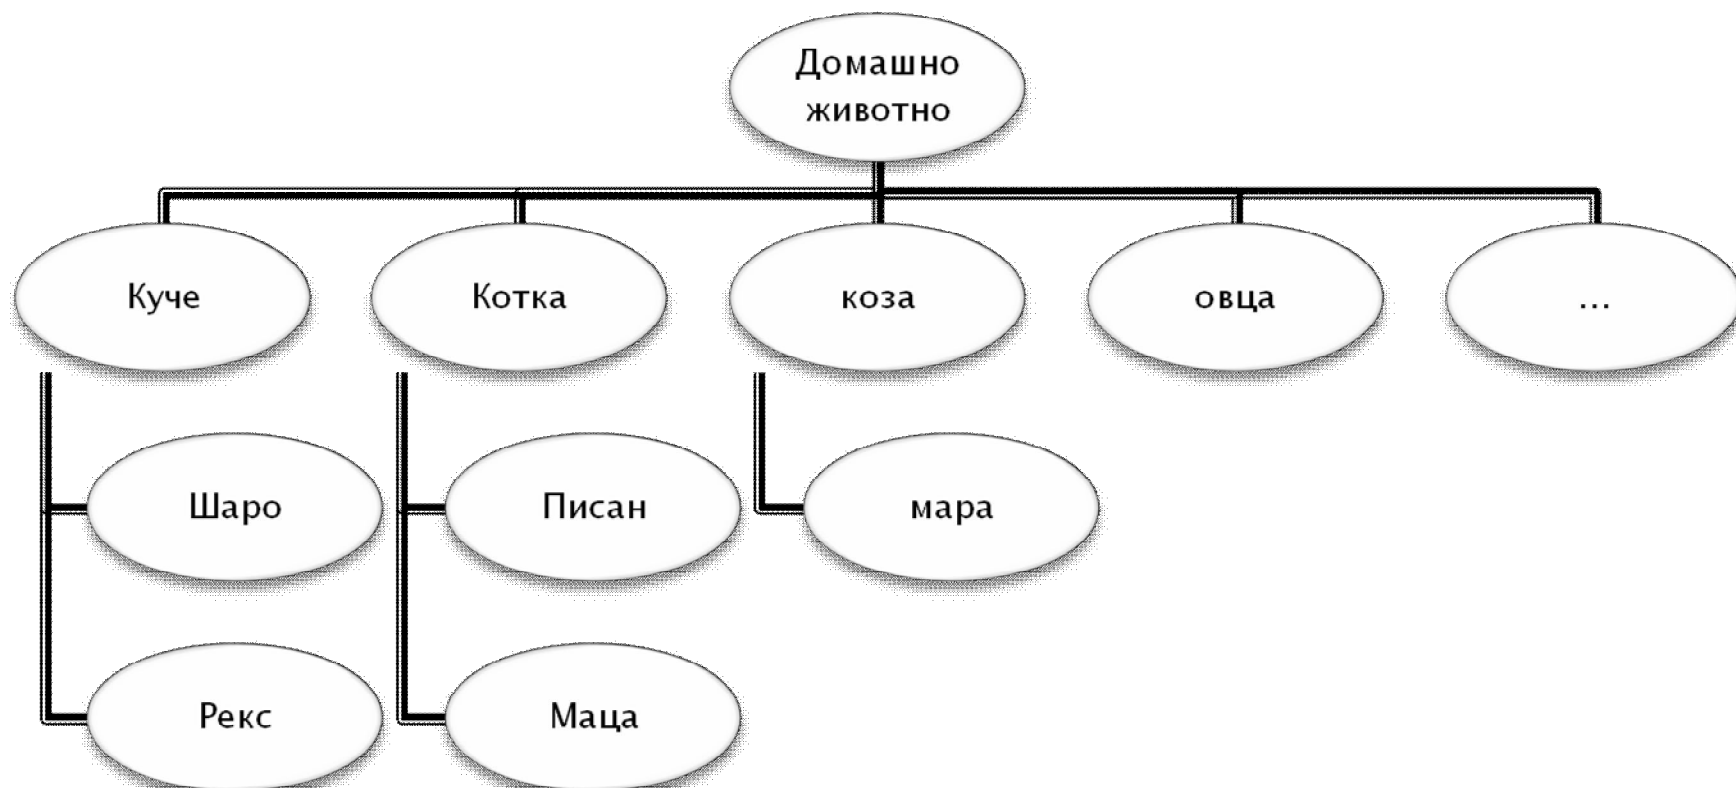 Домашно
животно
Куче
Котка
коза
овца
...
Шаро
Писан
мара
Рекс
Маца